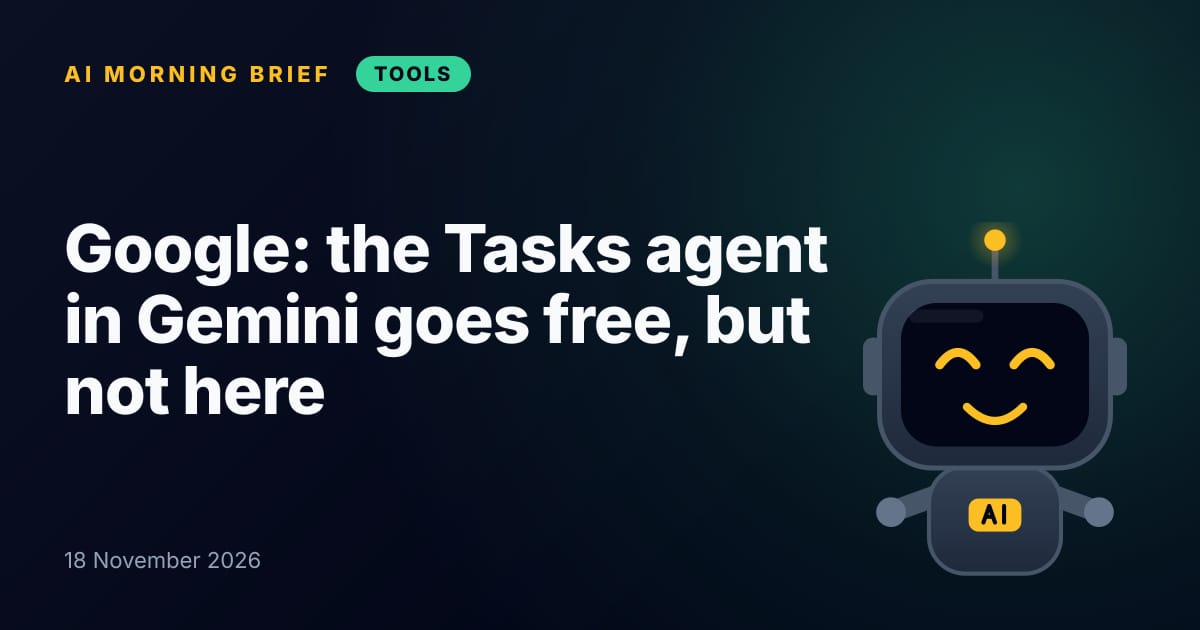 AI MORNING BRIEF TOOLS
Google: the Tasks agent
in Gemini goes free, but
not here
AI
18 November 2026